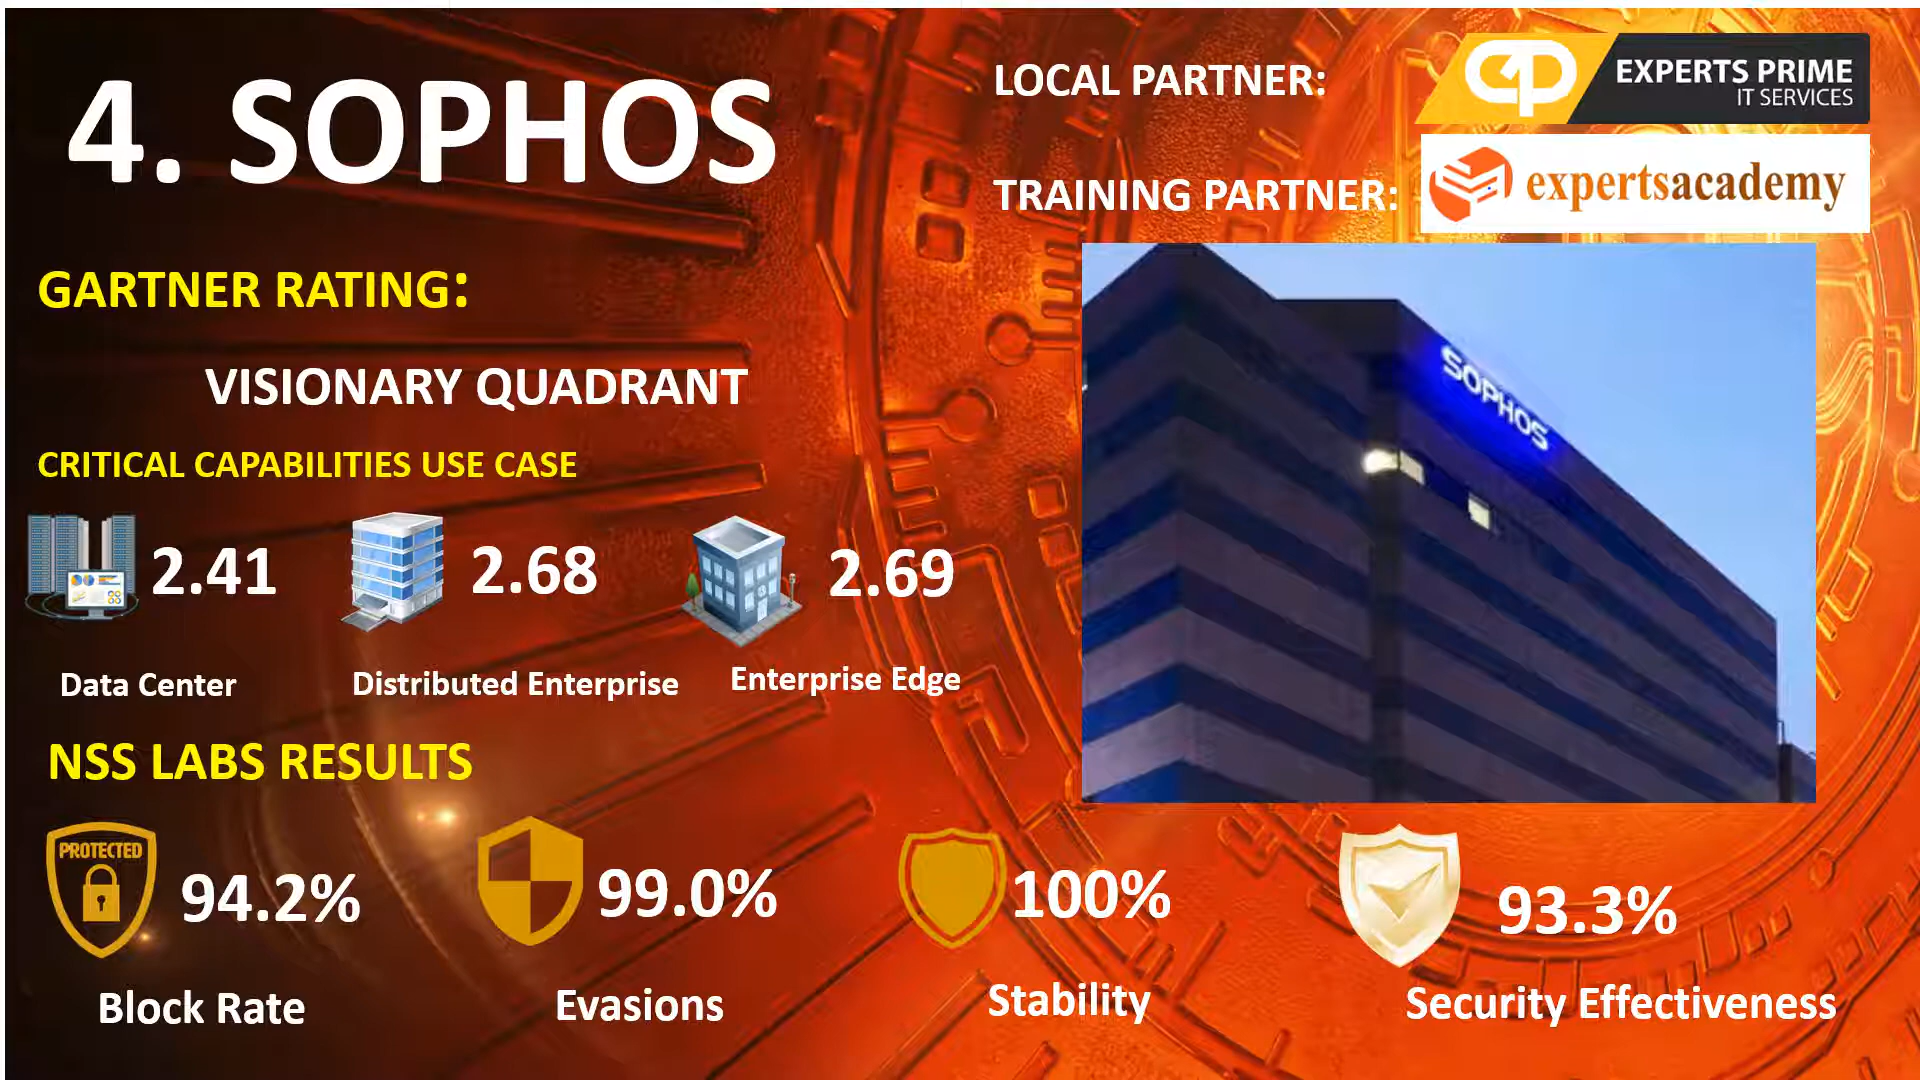 4. SOPHOS
LOCAL PARTNER:
EXPERTS PRIME
IT SERVICES
TRAINING PARTNER:
expertsacademy
GARTNER RATING:
VISIONARY QUADRANT
SOPHOS
CRITICAL CAPABILITIES USE CASE
2.41
2.68
2.69
Data Center
Distributed Enterprise
Enterprise Edge
NSS LABS RESULTS
PROTECTED
94.2%
99.0%
100%
93.3%
Block Rate
Evasions
Stability
Security Effectiveness